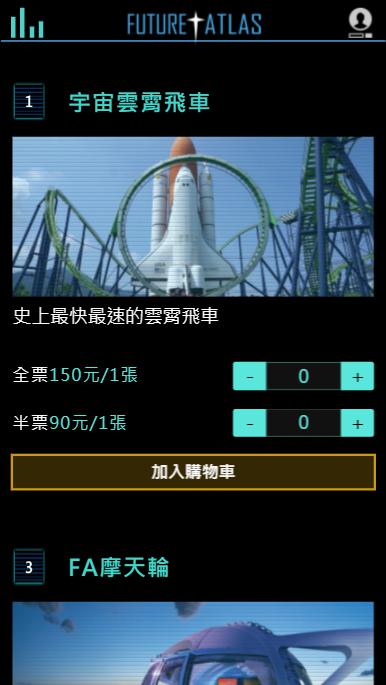 FUTURE ATLAS
1
宇宙雲霄飛車
史上最快最速的雲霄飛車
全票150元/1張
- 0 +
半票90元/1張
- 0 +
加入購物車
3
FA摩天輪